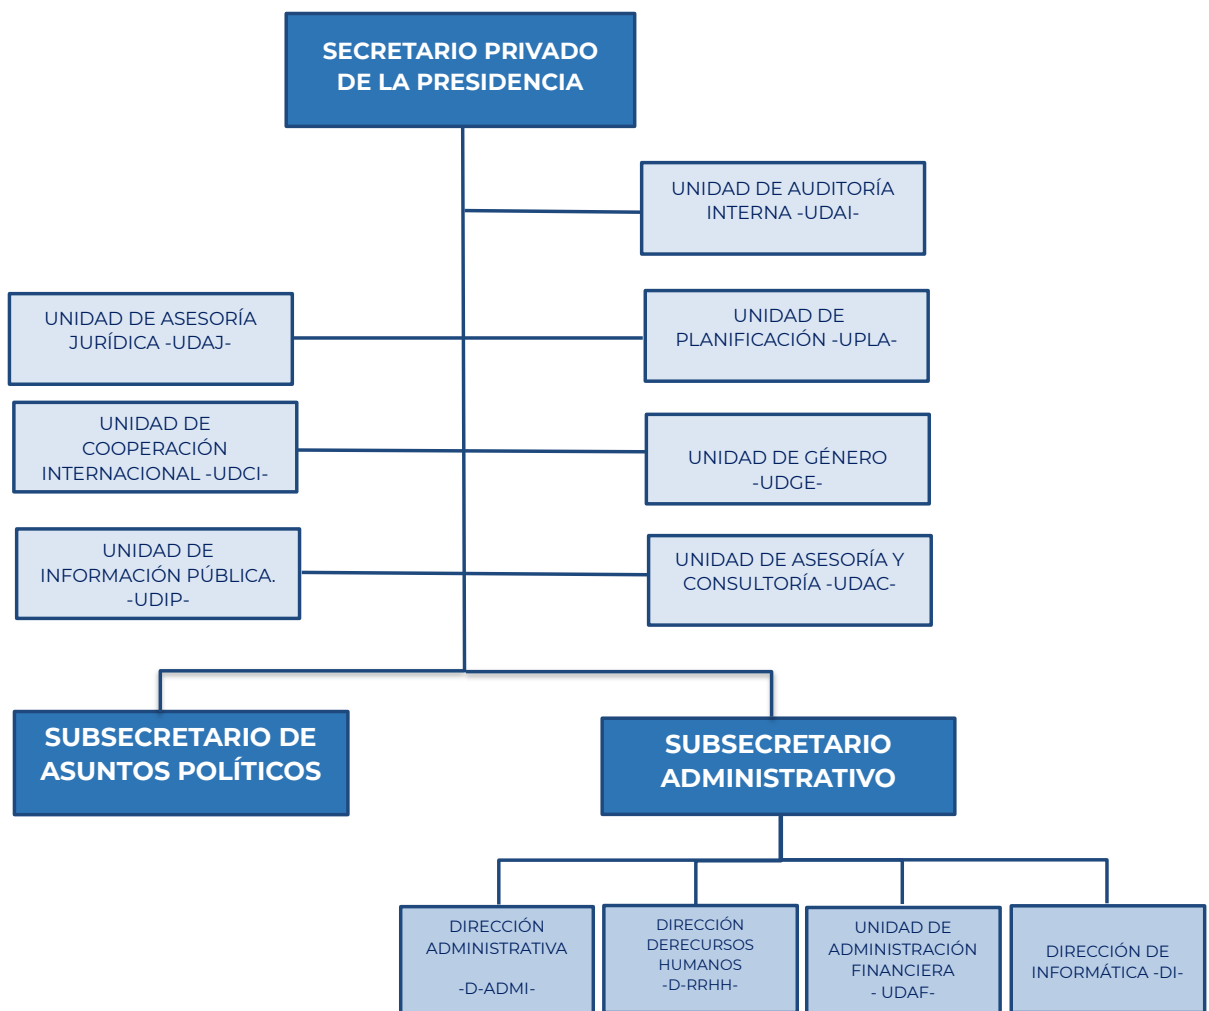 SECRETARIO PRIVADO
DE LA PRESIDENCIA
UNIDAD DE AUDITORÍA
INTERNA -UDAI-
UNIDAD DE ASESORÍA
JURÍDICA -UDAJ-
UNIDAD DE
PLANIFICACIÓN -UPLA-
UNIDAD DE
COOPERACIÓN
INTERNACIONAL -UDCI-
UNIDAD DE GÉNERO
-UDGE-
UNIDAD DE
INFORMACIÓN PÚBLICA.
-UDIP-
UNIDAD DE ASESORÍA Y
CONSULTORÍA -UDAC-
SUBSECRETARIO DE
ASUNTOS POLÍTICOS
SUBSECRETARIO
ADMINISTRATIVO
DIRECCIÓN
ADMINISTRATIVA
-D-ADMI-
DIRECCIÓN
DERECURSOS
HUMANOS
-D-RRHH-
UNIDAD DE
ADMINISTRACIÓN
FINANCIERA
- UDAF-
DIRECCIÓN DE
INFORMÁTICA -DI-